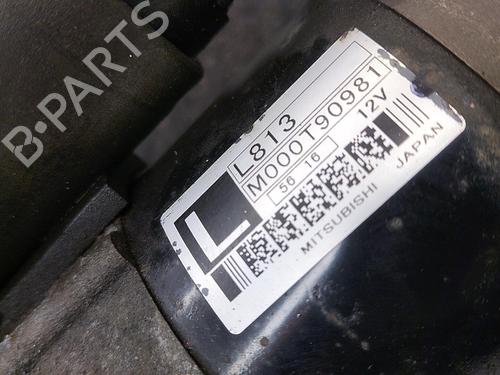 B-PARTS
L813
M000T90981
L
56 16
12V
MITSUBISHI
JAPAN